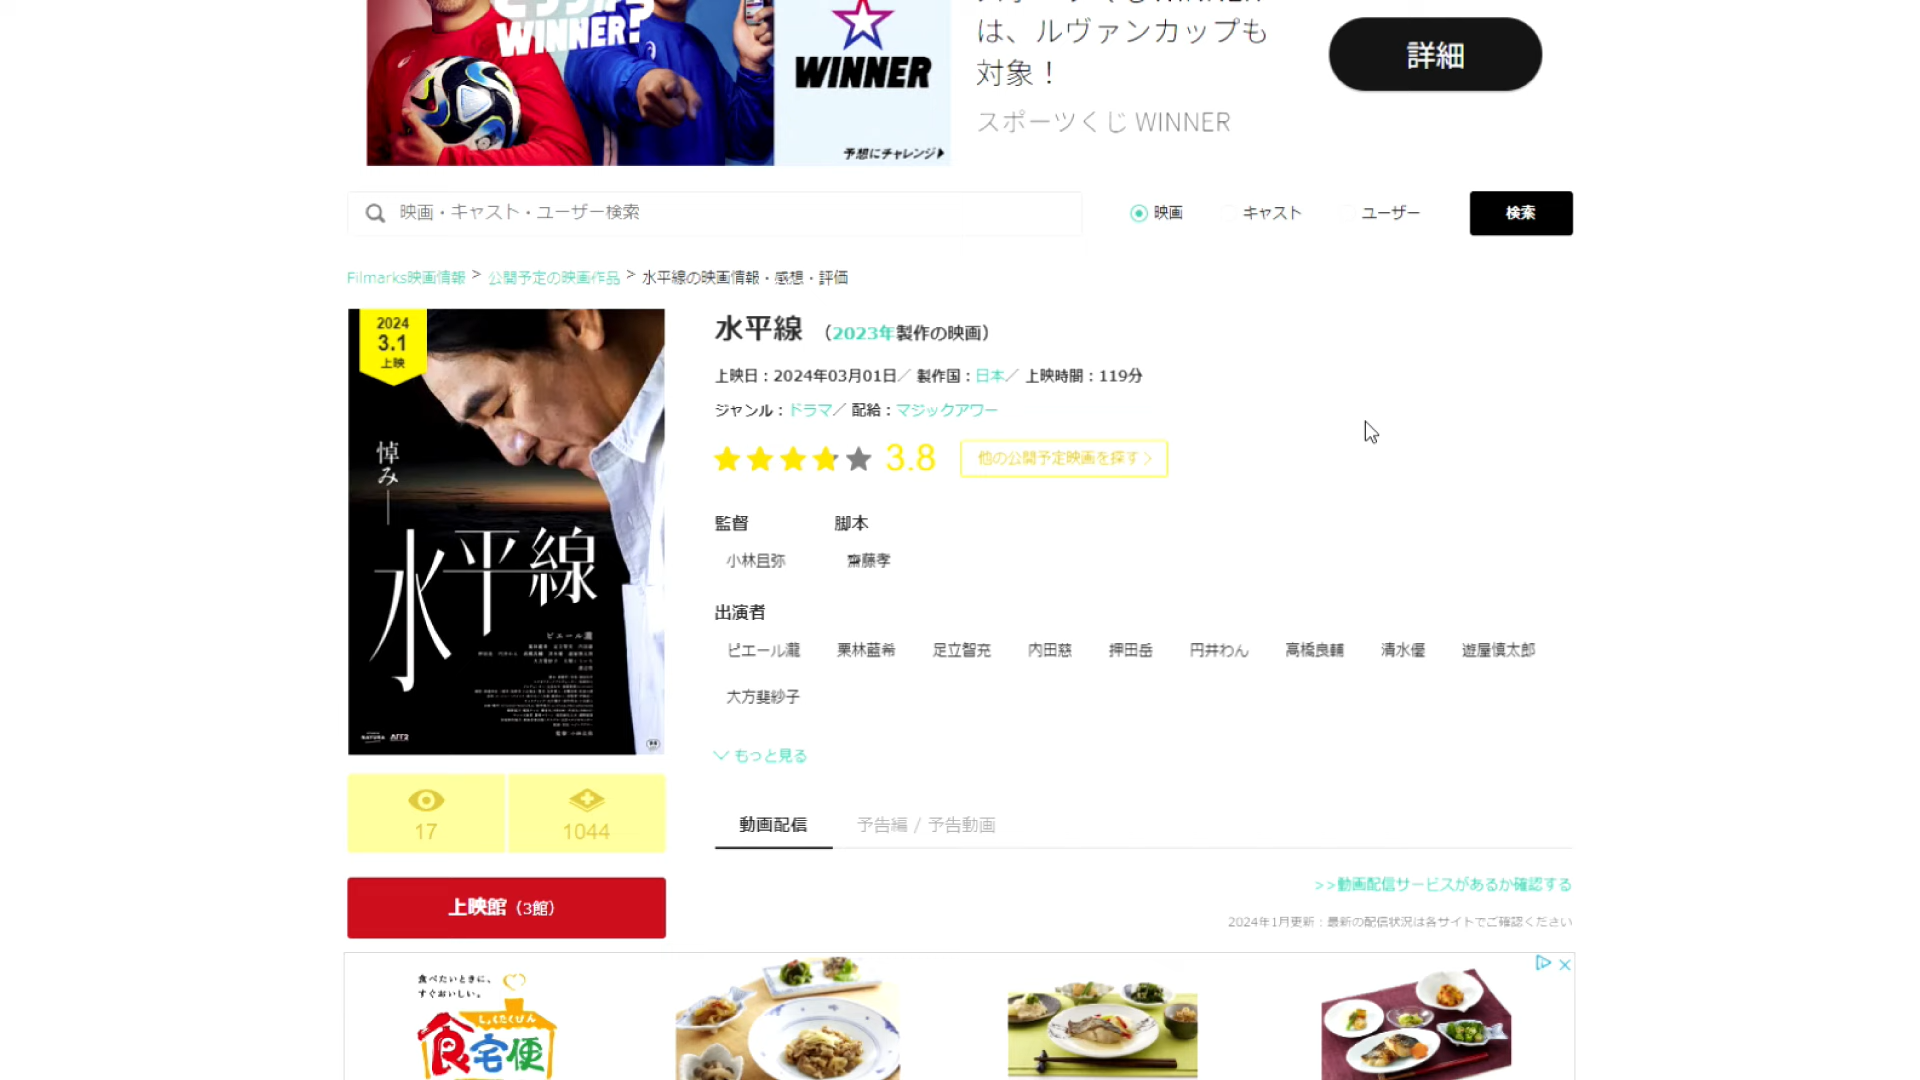 WINNER?
WINNER
予想にチャレンジ
は、ルヴァンカップも
対象！
スポーツくじ WINNER
詳細
映画・キャスト・ユーザー検索
映画
キャスト
ユーザー
検索
Filmarks映画情報 > 公開予定の映画作品 > 水平線の映画情報・感想・評価
2024
3.1
上映
悼み
水平線
ピエール瀧
水平線 （2023年製作の映画）
上映日：2024年03月01日／ 製作国：日本／ 上映時間：119分
ジャンル：ドラマ／ 配給：マジックアワー
3.8
他の公開予定映画を探す
監督 脚本
小林且弥 齋藤孝
出演者
ピエール瀧 栗林藍希 足立智充 内田慈 押田岳 円井わん 高橋良輔 清水優 遊屋慎太郎
大方斐紗子
もっと見る
17
1044
動画配信 予告編 / 予告動画
上映館（3館）
>>動画配信サービスがあるか確認する
2024年1月更新：最新の配信状況は各サイトでご確認ください
食べたいときに、
すぐおいしい。
しょくたくびん
食宅便